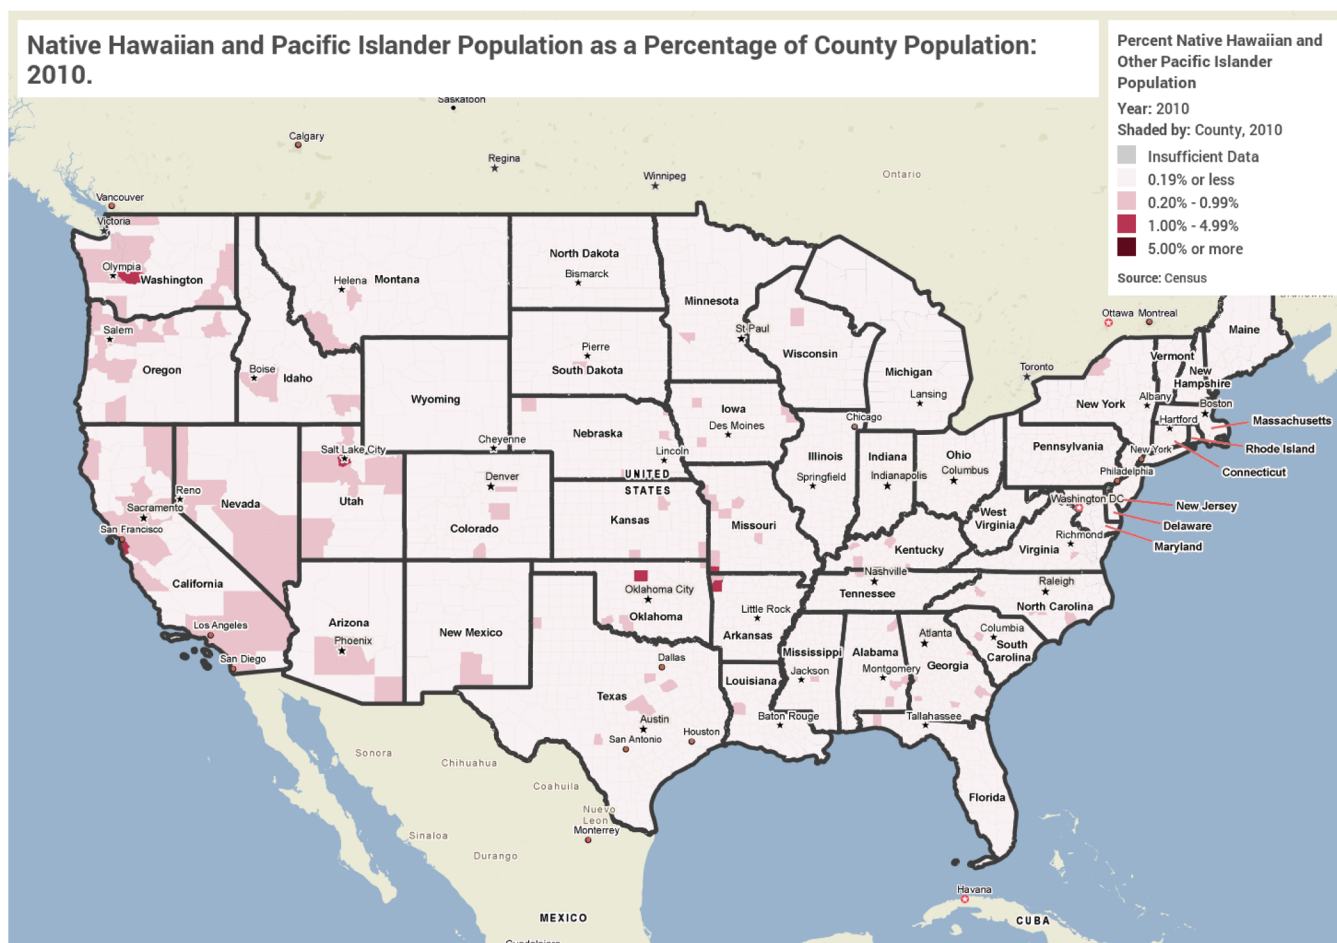 Native Hawaiian and Pacific Islander Population as a Percentage of County Population:
2010.
Percent Native Hawaiian and
Other Pacific Islander
Population
Year: 2010
Shaded by: County, 2010
Insufficient Data
0.19% or less
0.20% - 0.99%
1.00% - 4.99%
5.00% or more
Source: Census
Saskatoon
Calgary
Regina
Winnipeg
Ontario
Vancouver
Victoria
Olympia
Washington
Helena
Montana
North Dakota
Bismarck
Minnesota
St Paul
Ottawa
Montreal
Maine
Salem
Oregon
Boise
Idaho
Pierre
South Dakota
Wisconsin
Michigan
Lansing
Toronto
Vermont
New
Hampshire
New York
Albany
Boston
Hartford
Massachusetts
Rhode Island
Connecticut
Wyoming
Cheyenne
Nebraska
Lincoln
Iowa
Des Moines
Chicago
Salt Lake City
Utah
Reno
Nevada
Sacramento
San Francisco
California
Denver
Colorado
UNITED
STATES
Kansas
Missouri
Illinois
Springfield
Indiana
Indianapolis
Ohio
Columbus
Pennsylvania
New York
Philadelphia
Washington DC
New Jersey
Delaware
Maryland
West
Virginia
Richmond
Virginia
Kentucky
Nashville
Tennessee
Raleigh
North Carolina
Los Angeles
San Diego
Arizona
Phoenix
New Mexico
Oklahoma City
Oklahoma
Little Rock
Arkansas
Mississippi
Jackson
Alabama
Montgomery
Atlanta
Georgia
Columbia
South
Carolina
Dallas
Texas
Austin
San Antonio
Houston
Louisiana
Baton Rouge
Tallahassee
Florida
Sonora
Chihuahua
Coahuila
Nuevo
Leon
Monterrey
Sinaloa
Durango
MEXICO
Havana
CUBA